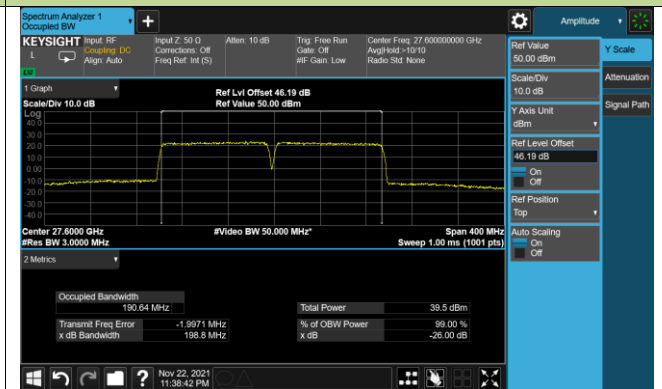 Spectrum Analyzer 1
Occupied BW
+
Amplitude
KEYSIGHT
L
Input: RF
Coupling: DC
Align: Auto
Input Z: 50 Ω
Corrections: Off
Freq Ref: Int (S)
Atten: 10 dB
Trig: Free Run
Gate: Off
#IF Gain: Low
Center Freq: 27.600000000 GHz
Avg|Hold:>10/10
Radio Std: None
Ref Value
50.00 dBm
Y Scale
Scale/Div
10.0 dB
Attenuation
Y Axis Unit
dBm
Signal Path
Ref Level Offset
46.19 dB
On
Off
Ref Position
Top
Auto Scaling
On
Off
1 Graph
Scale/Div 10.0 dB
Ref Lvl Offset 46.19 dB
Ref Value 50.00 dBm
Log
40.0
30.0
20.0
10.0
0.00
-10.0
-20.0
-30.0
-40.0
Center 27.6000 GHz
#Video BW 50.000 MHz*
Span 400 MHz
#Res BW 3.0000 MHz
Sweep 1.00 ms (1001 pts)
2 Metrics
Occupied Bandwidth
190.64 MHz
Total Power 39.5 dBm
Transmit Freq Error -1.9971 MHz
% of OBW Power 99.00 %
x dB Bandwidth 198.8 MHz
x dB -26.00 dB
?
Nov 22, 2021
11:38:42 PM